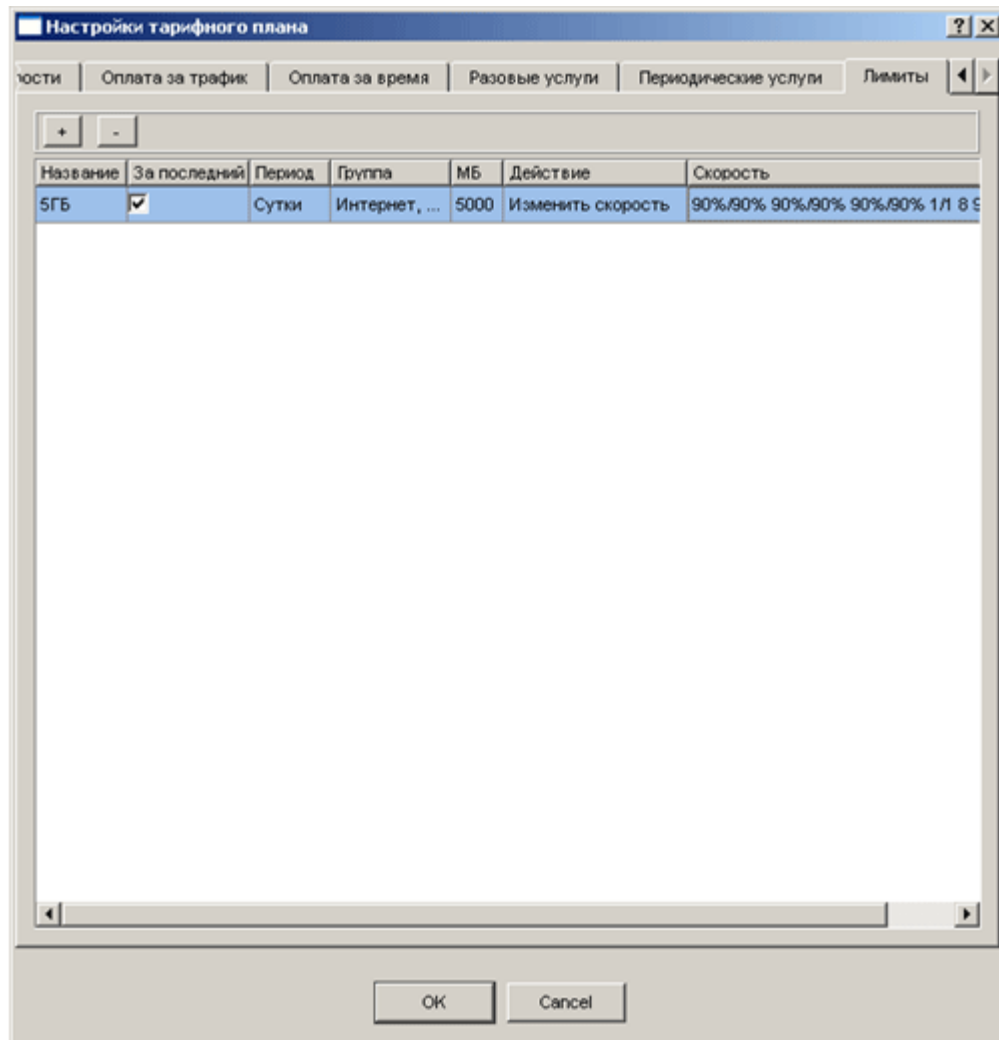 Настройки тарифного плана
ности Оплата за трафик Оплата за время Разовые услуги Периодические услуги Лимиты
+ -
Название За последний Период Группа МБ Действие Скорость
5ГБ Сутки Интернет, ... 5000 Изменить скорость 90%/90% 90%/90% 90%/90% 1/1 8 9
OK Cancel